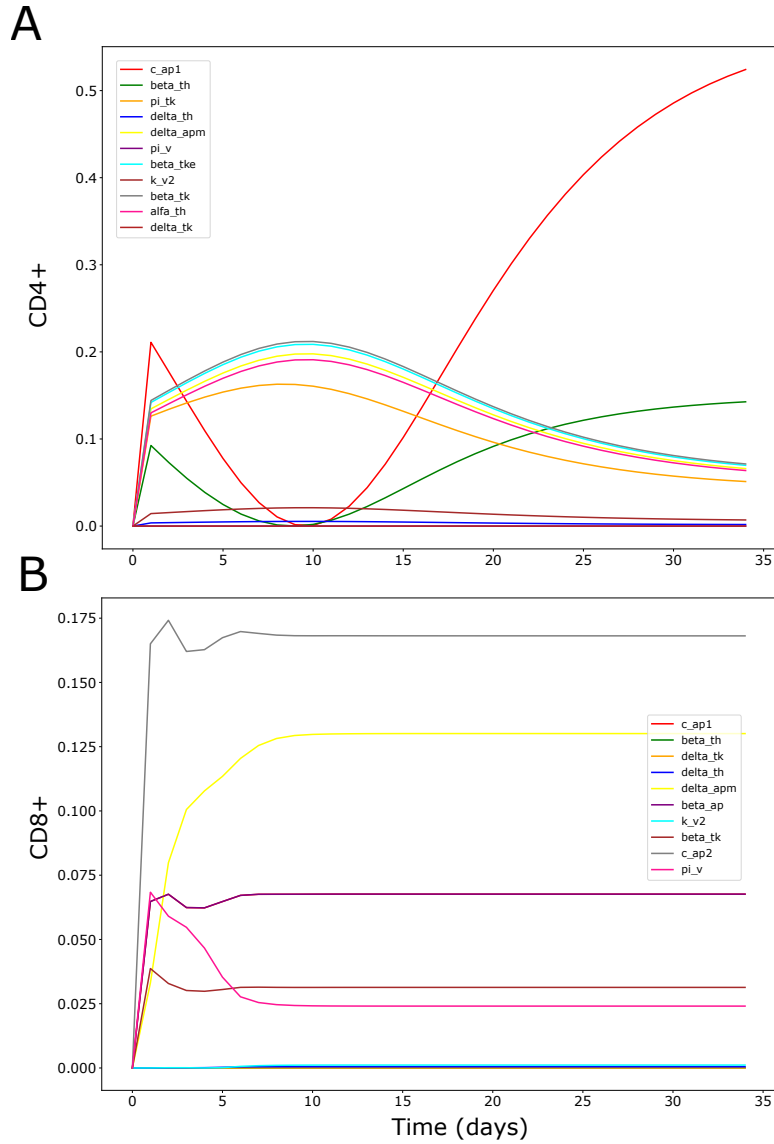 A
0.5
0.4
0.3
0.2
0.1
0.0
CD4+
c_ap1
beta_th
pi_tk
delta_th
delta_apm
pi_v
beta_tke
k_v2
beta_tk
alfa_th
delta_tk
0 5 10 15 20 25 30 35
B
0.175
0.150
0.125
0.100
0.075
0.050
0.025
0.000
CD8+
c_ap1
beta_th
delta_tk
delta_th
delta_apm
beta_ap
k_v2
beta_tk
c_ap2
pi_v
0 5 10 15 20 25 30 35
Time (days)